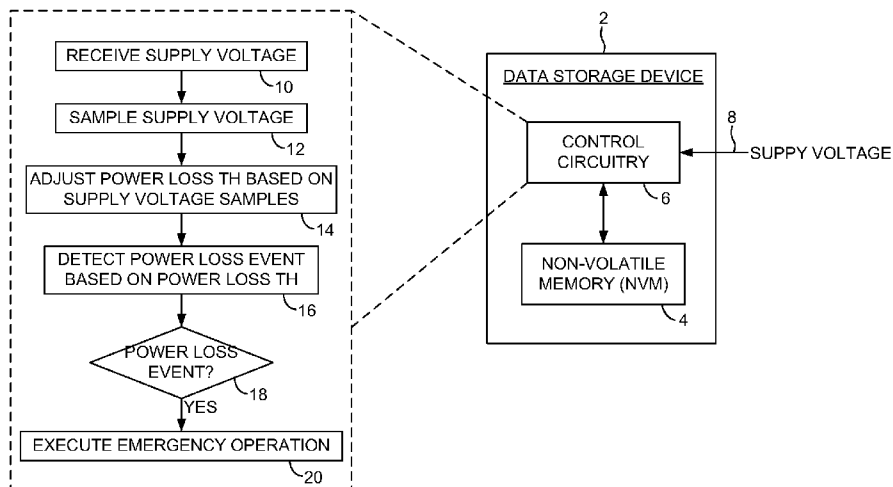 RECEIVE SUPPLY VOLTAGE
10
SAMPLE SUPPLY VOLTAGE
12
ADJUST POWER LOSS TH BASED ON
SUPPLY VOLTAGE SAMPLES
14
DETECT POWER LOSS EVENT
BASED ON POWER LOSS TH
16
POWER LOSS
EVENT?
18
YES
EXECUTE EMERGENCY OPERATION
20
2
DATA STORAGE DEVICE
CONTROL
CIRCUITRY
6
8
SUPPY VOLTAGE
NON-VOLATILE
MEMORY (NVM)
4